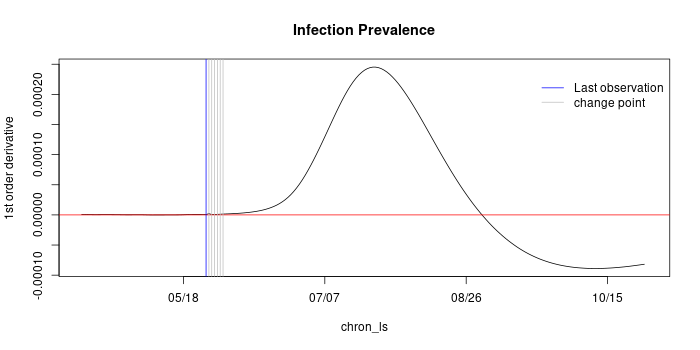 Infection Prevalence
1st order derivative
0.00020
0.00010
0.00000
-0.00010
Last observation
change point
05/18
07/07
08/26
10/15
chron_ls